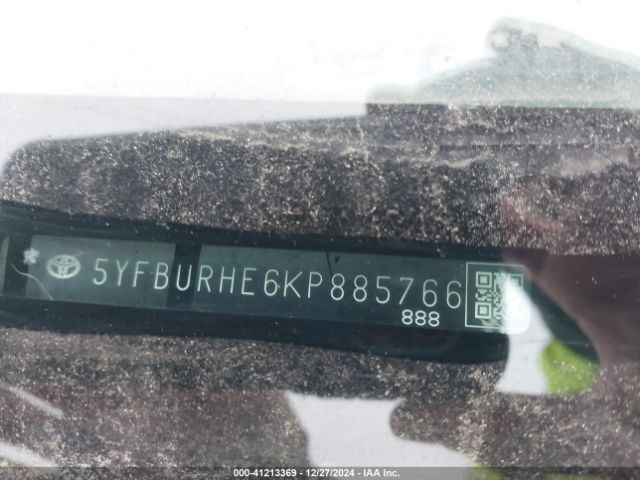 5YFBURHE6KP885766
888
000-41213369 | 12/27/2024 - IAA Inc.